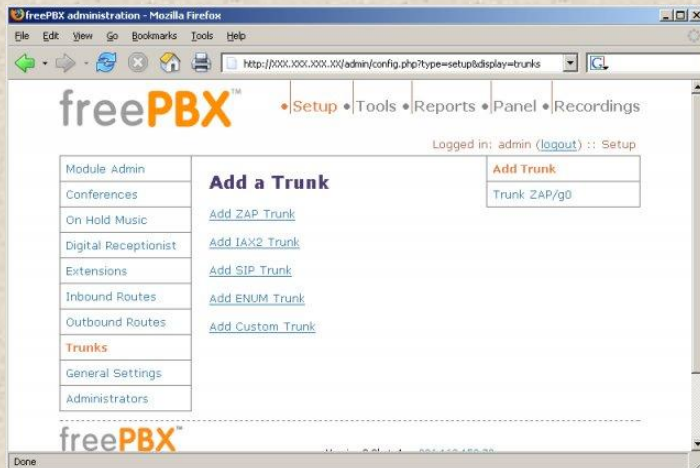 freePBX administration - Mozilla Firefox
File Edit View Go Bookmarks Tools Help
http://XXX.XXX.XXX.XX/admin/config.php?type=setup&display=trunks
G
freePBX™
• Setup • Tools • Reports • Panel • Recordings
Logged in: admin (logout) :: Setup
Module Admin
Conferences
On Hold Music
Digital Receptionist
Extensions
Inbound Routes
Outbound Routes
Trunks
General Settings
Administrators
Add a Trunk
Add ZAP Trunk
Add IAX2 Trunk
Add SIP Trunk
Add ENUM Trunk
Add Custom Trunk
Add Trunk
Trunk ZAP/g0
freePBX™
Done